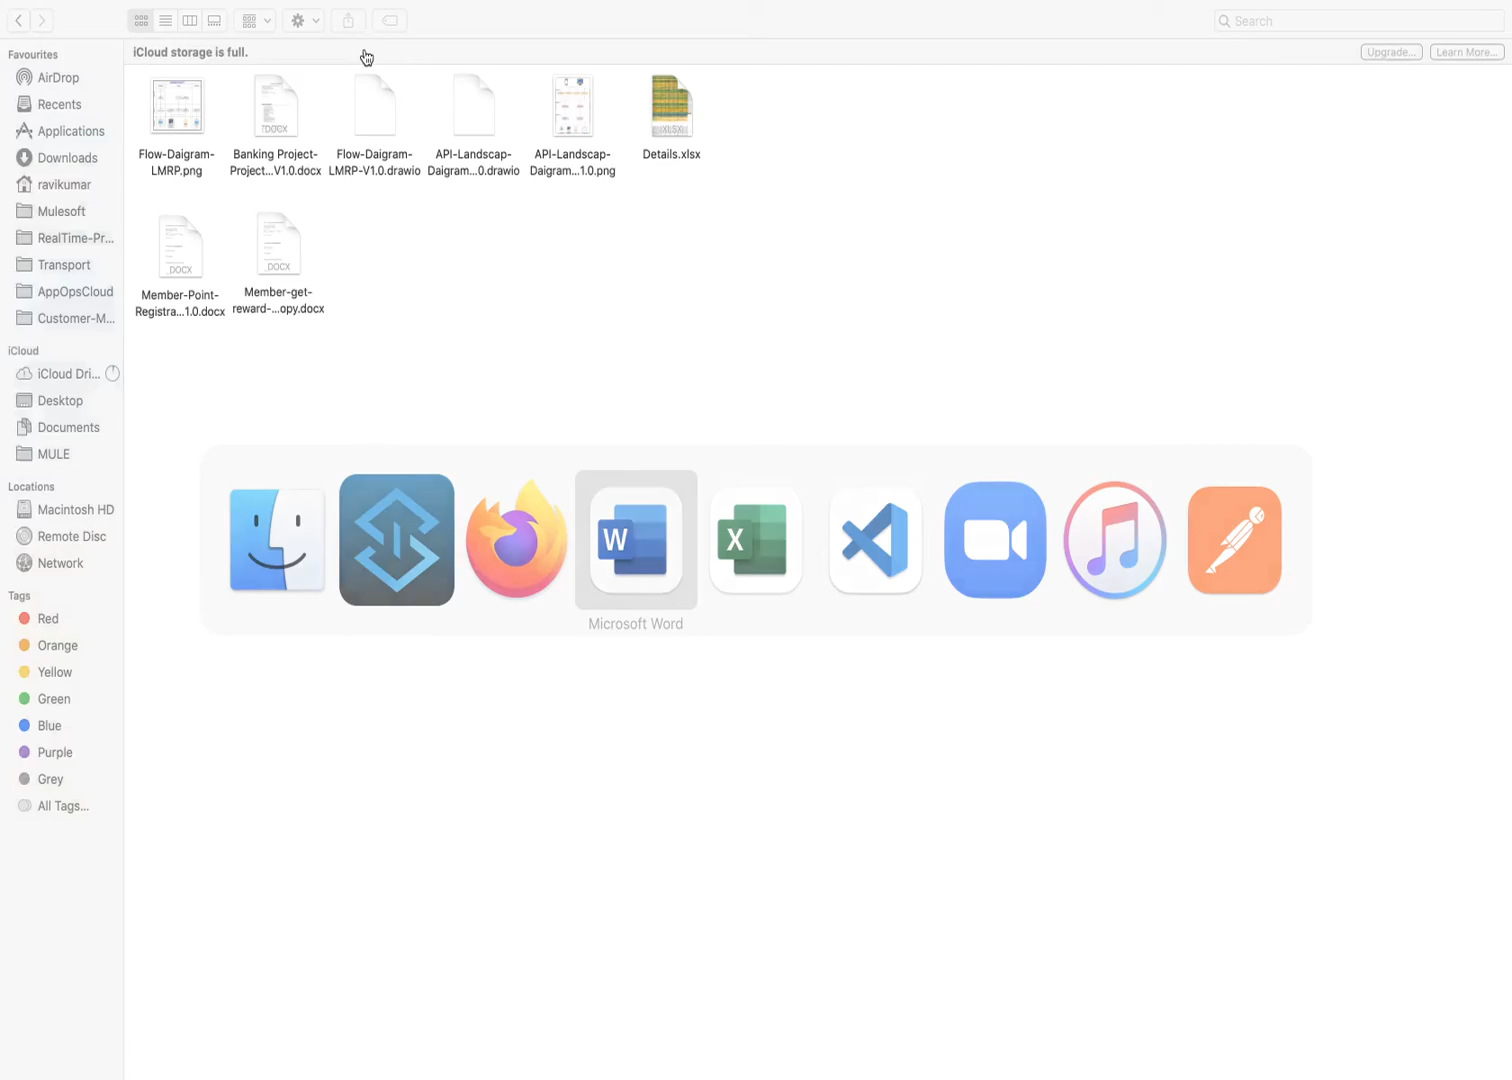 Search
Favourites
AirDrop
Recents
Applications
Downloads
ravikumar
Mulesoft
RealTime-Pr...
Transport
AppOpsCloud
Customer-M...
iCloud
iCloud Dri...
Desktop
Documents
MULE
Locations
Macintosh HD
Remote Disc
Network
Tags
Red
Orange
Yellow
Green
Blue
Purple
Grey
All Tags...
iCloud storage is full.
Upgrade...
Learn More...
DOCX
XLSX
Flow-Daigram-
LMRP.png
Banking Project-
Project...V1.0.docx
Flow-Daigram-
LMRP-V1.0.drawio
API-Landscap-
Daigram...0.drawio
API-Landscap-
Daigram...1.0.png
Details.xlsx
DOCX
DOCX
Member-Point-
Registra...1.0.docx
Member-get-
reward-...opy.docx
W
X
Microsoft Word